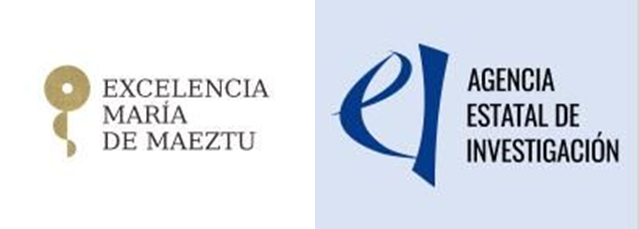 EXCELENCIA
MARÍA
DE MAEZTU
AGENCIA
ESTATAL DE
INVESTIGACIÓN